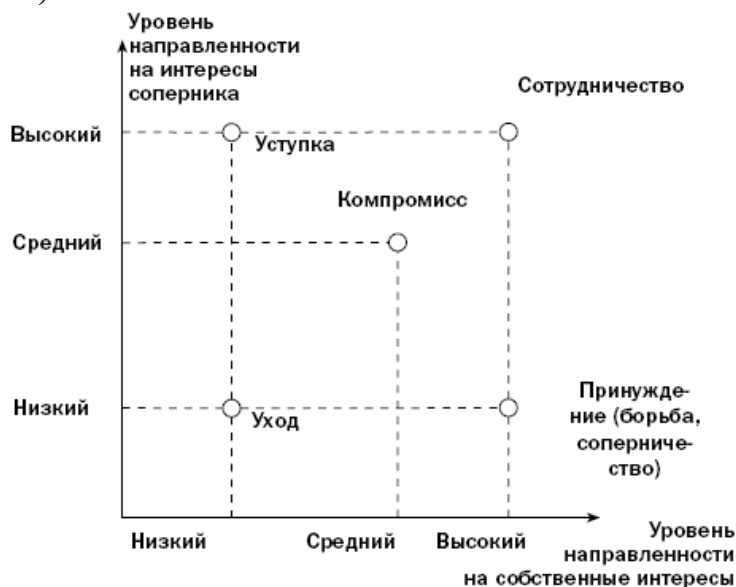 Уровень
направленности
на интересы
соперника
Сотрудничество
Высокий
Уступка
Компромисс
Средний
Низкий
Уход
Принужде-
ние (борьба,
соперниче-
ство)
Низкий
Средний
Высокий
Уровень
направленности
на собственные интересы